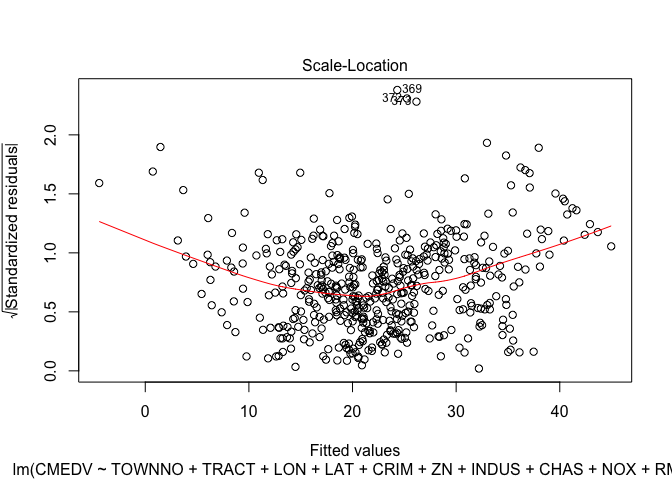 Scale-Location
369
372
373
√|Standardized residuals|
0.0 0.5 1.0 1.5 2.0
0 10 20 30 40
Fitted values
lm(CMEDV ~ TOWNNO + TRACT + LON + LAT + CRIM + ZN + INDUS + CHAS + NOX + RM